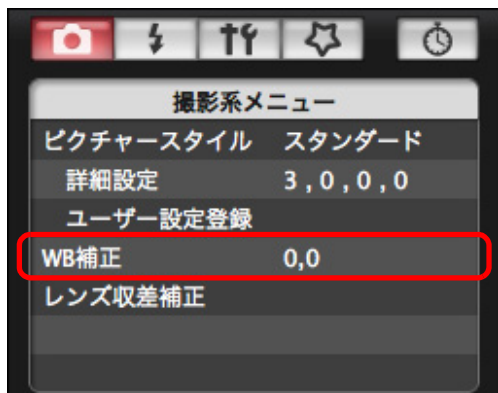 撮影系メニュー
ピクチャースタイル スタンダード
詳細設定 3 , 0 , 0 , 0
ユーザー設定登録
WB補正 0,0
レンズ収差補正